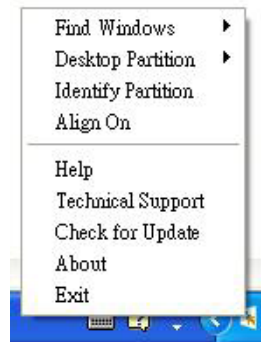 Find Windows
Desktop Partition
Identify Partition
Align On
Help
Technical Support
Check for Update
About
Exit